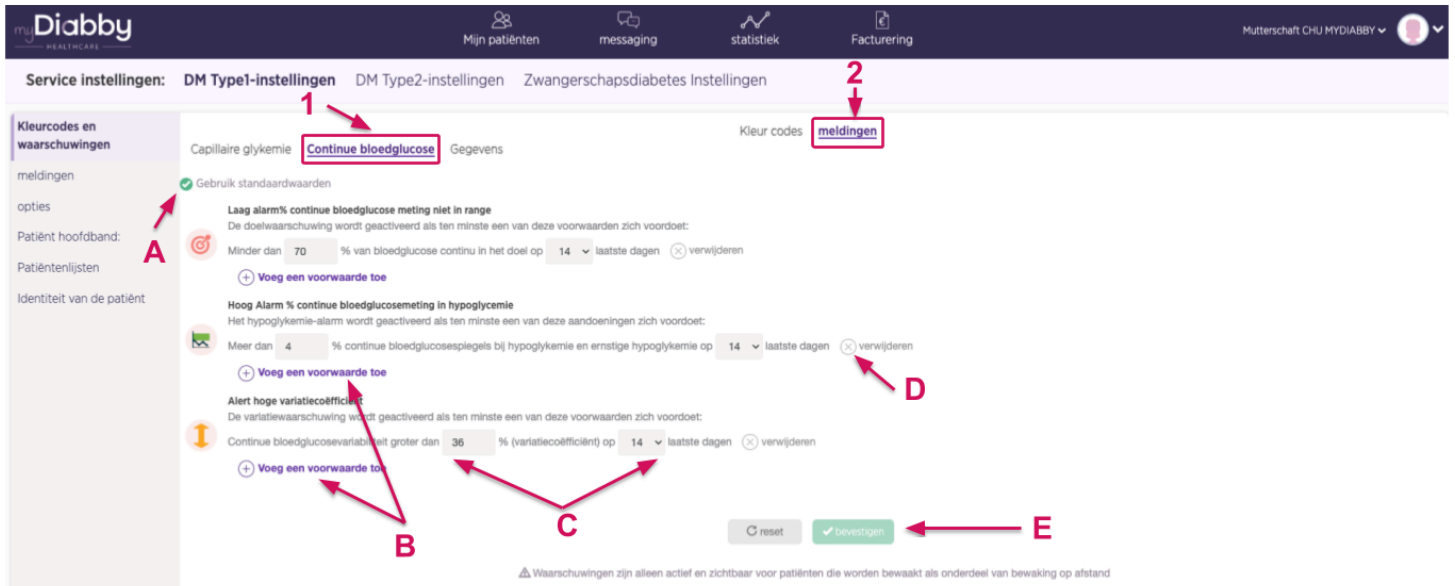 myDiabby
HEALTHCARE
Mijn patiënten
messaging
statistiek
Facturering
Mutterschaft CHU MYDIABBY
Service instellingen: DM Type1-instellingen DM Type2-instellingen Zwangerschapsdiabetes Instellingen
1
2
Kleurcodes en
waarschuwingen
meldingen
opties
Patiënt hoofdband:
Patiëntenlijsten
Identiteit van de patiënt
Kleur codes meldingen
Capillaire glykemie Continue bloedglucose Gegevens
Gebruik standaardwaarden
A
Laag alarm% continue bloedglucose meting niet in range
De doelwaarschuwing wordt geactiveerd als ten minste een van deze voorwaarden zich voordoet:
Minder dan 70 % van bloedglucose continu in het doel op 14 laatste dagen verwijderen
Voeg een voorwaarde toe
Hoog Alarm % continue bloedglucosemeting in hypoglycemie
Het hypoglykemie-alarm wordt geactiveerd als ten minste een van deze aandoeningen zich voordoet:
Meer dan 4 % continue bloedglucosespiegels bij hypoglykemie en ernstige hypoglykemie op 14 laatste dagen verwijderen
Voeg een voorwaarde toe
D
Alert hoge variatiecoëfficiënt
De variatiewaarschuwing wordt geactiveerd als ten minste een van deze voorwaarden zich voordoet:
Continue bloedglucosevariabiliteit groter dan 36 % (variatiecoëfficiënt) op 14 laatste dagen verwijderen
Voeg een voorwaarde toe
B
C
reset bevestigen
E
Waarschuwingen zijn alleen actief en zichtbaar voor patiënten die worden bewaakt als onderdeel van bewaking op afstand